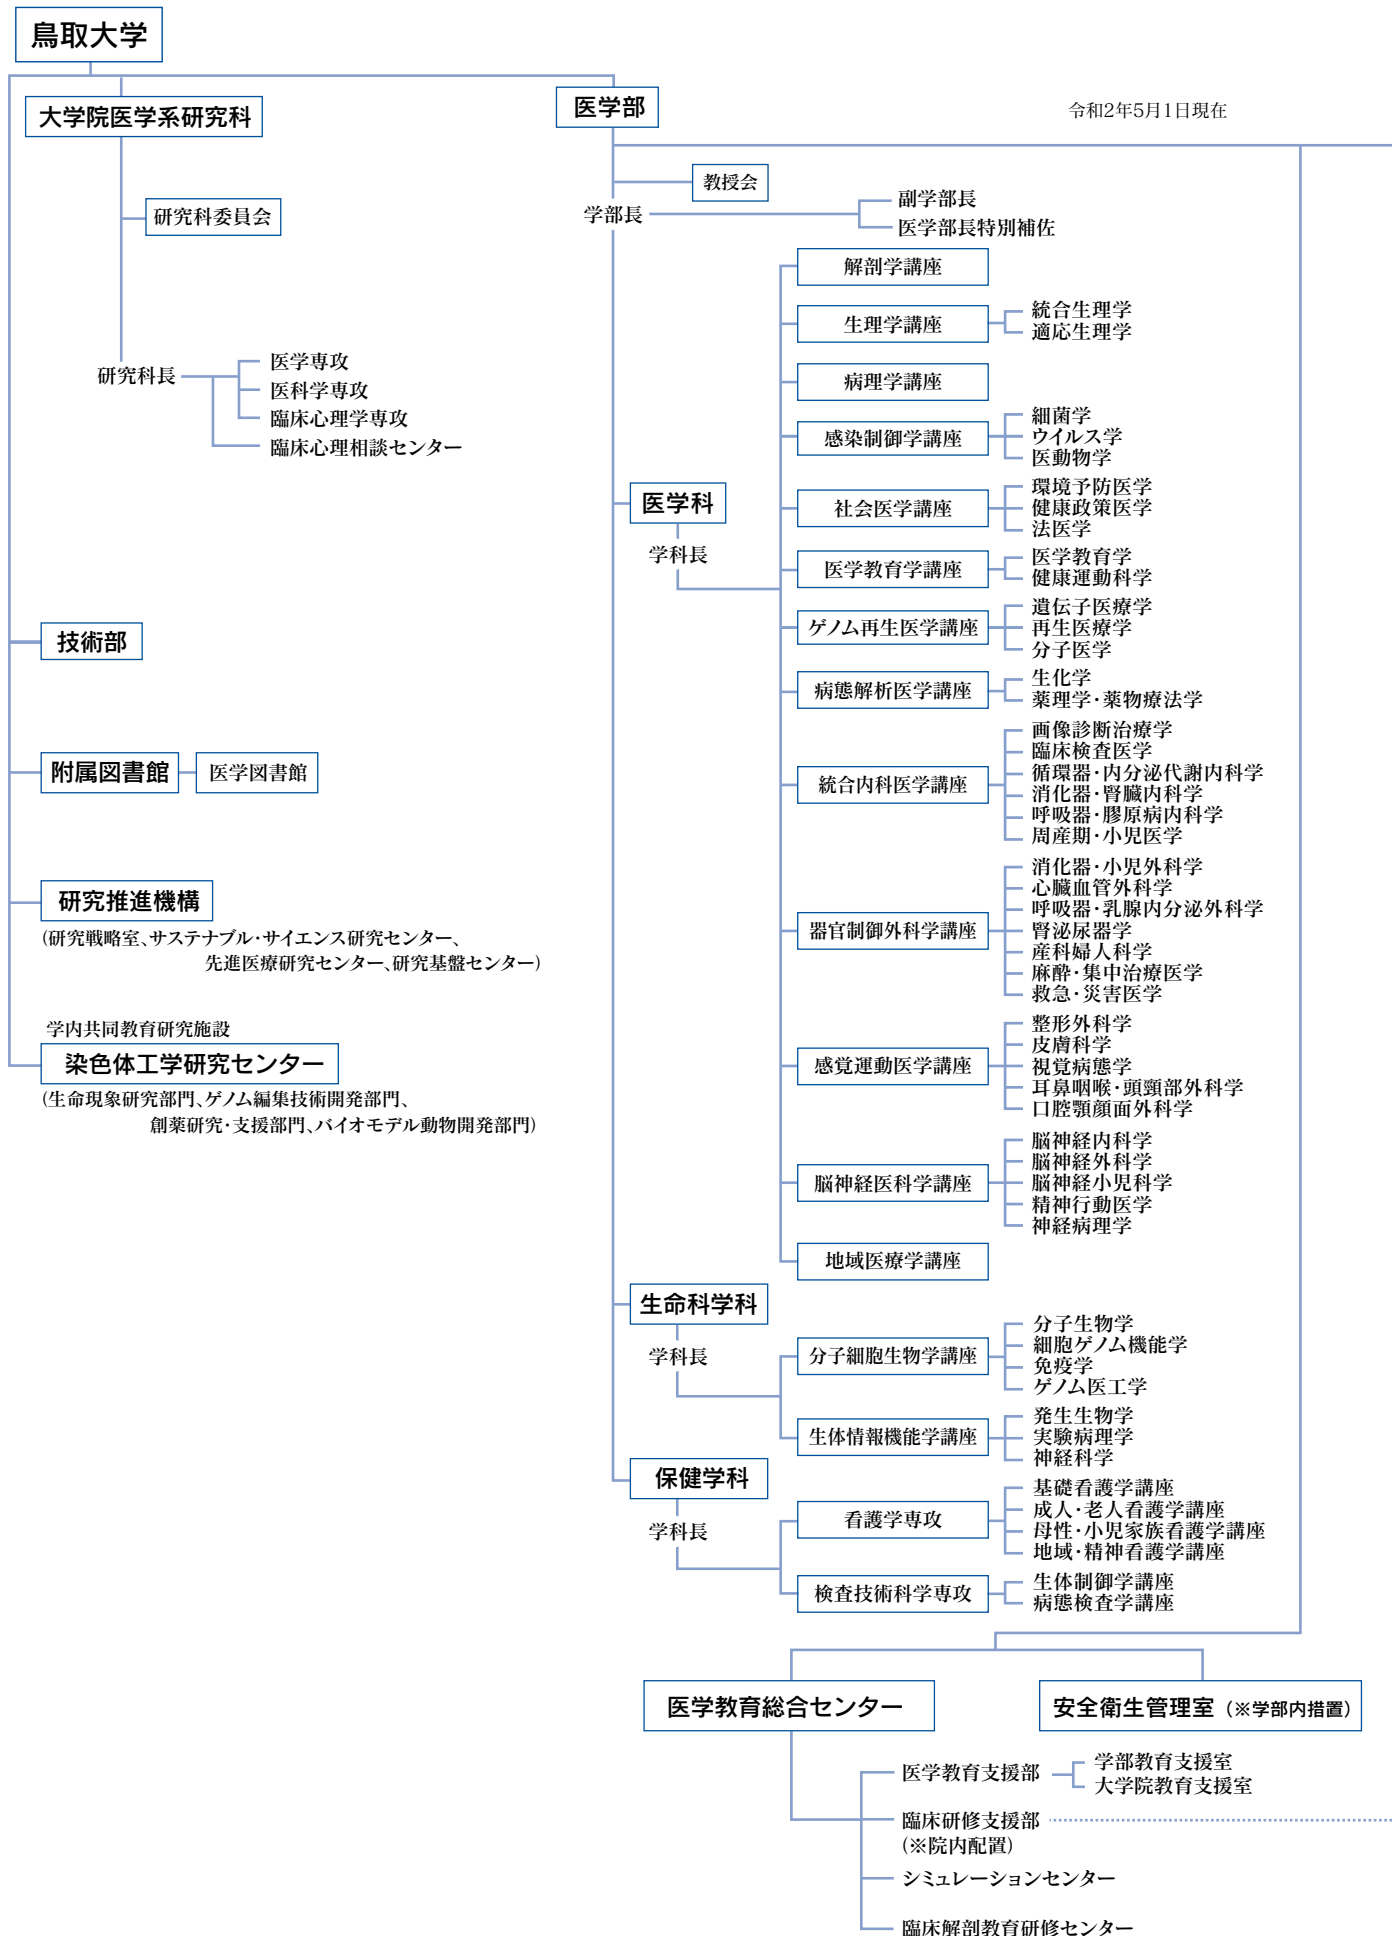 鳥取大学
大学院医学系研究科
研究科委員会
研究科長
医学専攻
医科学専攻
臨床心理学専攻
臨床心理相談センター
技術部
附属図書館
医学図書館
研究推進機構
(研究戦略室、サステナブル・サイエンス研究センター、
先進医療研究センター、研究基盤センター)
学内共同教育研究施設
染色体工学研究センター
(生命現象研究部門、ゲノム編集技術開発部門、
創薬研究・支援部門、バイオモデル動物開発部門)
医学部
令和2年5月1日現在
教授会
学部長
副学部長
医学部長特別補佐
医学科
学科長
解剖学講座
生理学講座
統合生理学
適応生理学
病理学講座
感染制御学講座
細菌学
ウイルス学
医動物学
社会医学講座
環境予防医学
健康政策医学
法医学
医学教育学講座
医学教育学
健康運動科学
ゲノム再生医学講座
遺伝子医療学
再生医療学
分子医学
病態解析医学講座
生化学
薬理学・薬物療法学
統合内科医学講座
画像診断治療学
臨床検査医学
循環器・内分泌代謝内科学
消化器・腎臓内科学
呼吸器・膠原病内科学
周産期・小児医学
器官制御外科学講座
消化器・小児外科学
心臓血管外科学
呼吸器・乳腺内分泌外科学
腎泌尿器学
産科婦人科学
麻酔・集中治療医学
救急・災害医学
感覚運動医学講座
整形外科学
皮膚科学
視覚病態学
耳鼻咽喉・頭頸部外科学
口腔顎顔面外科学
脳神経医科学講座
脳神経内科学
脳神経外科学
脳神経小児科学
精神行動医学
神経病理学
地域医療学講座
生命科学科
学科長
分子細胞生物学講座
分子生物学
細胞ゲノム機能学
免疫学
ゲノム医工学
生体情報機能学講座
発生生物学
実験病理学
神経科学
保健学科
学科長
看護学専攻
基礎看護学講座
成人・老人看護学講座
母性・小児家族看護学講座
地域・精神看護学講座
検査技術科学専攻
生体制御学講座
病態検査学講座
医学教育総合センター
安全衛生管理室(※学部内措置)
医学教育支援部
学部教育支援室
大学院教育支援室
臨床研修支援部
(※院内配置)
シミュレーションセンター
臨床解剖教育研修センター